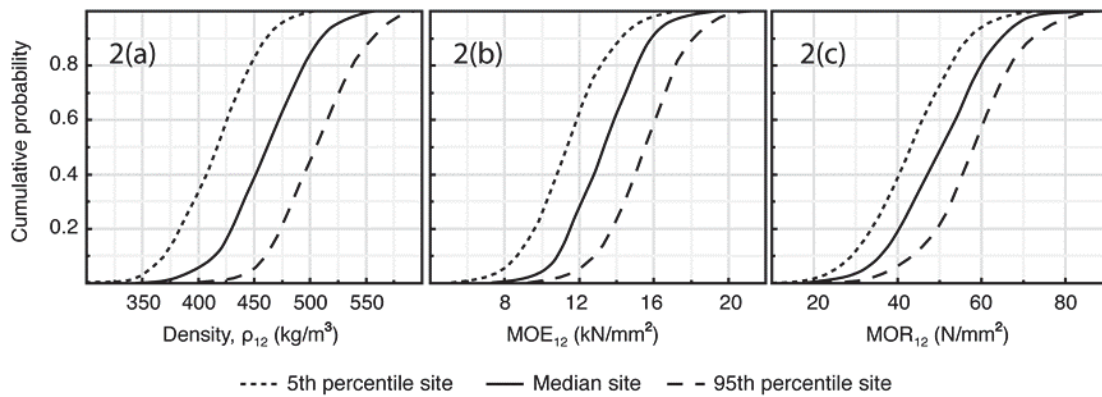 2(a) 2(b) 2(c)
Cumulative probability
0.8
0.6
0.4
0.2
350 400 450 500 550
8 12 16 20
20 40 60 80
Density, ρ₁₂ (kg/m³)
MOE₁₂ (kN/mm²)
MOR₁₂ (N/mm²)
5th percentile site
Median site
95th percentile site